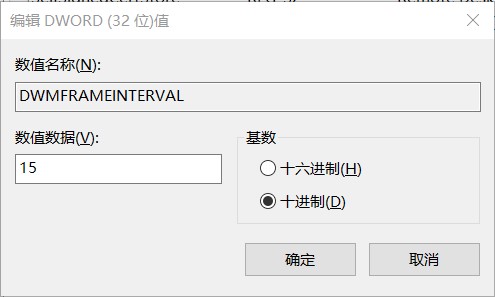 编辑 DWORD (32 位)值
数值名称(N):
DWMFRAMEINTERVAL
数值数据(V):
基数
15
十六进制(H)
十进制(D)
确定
取消